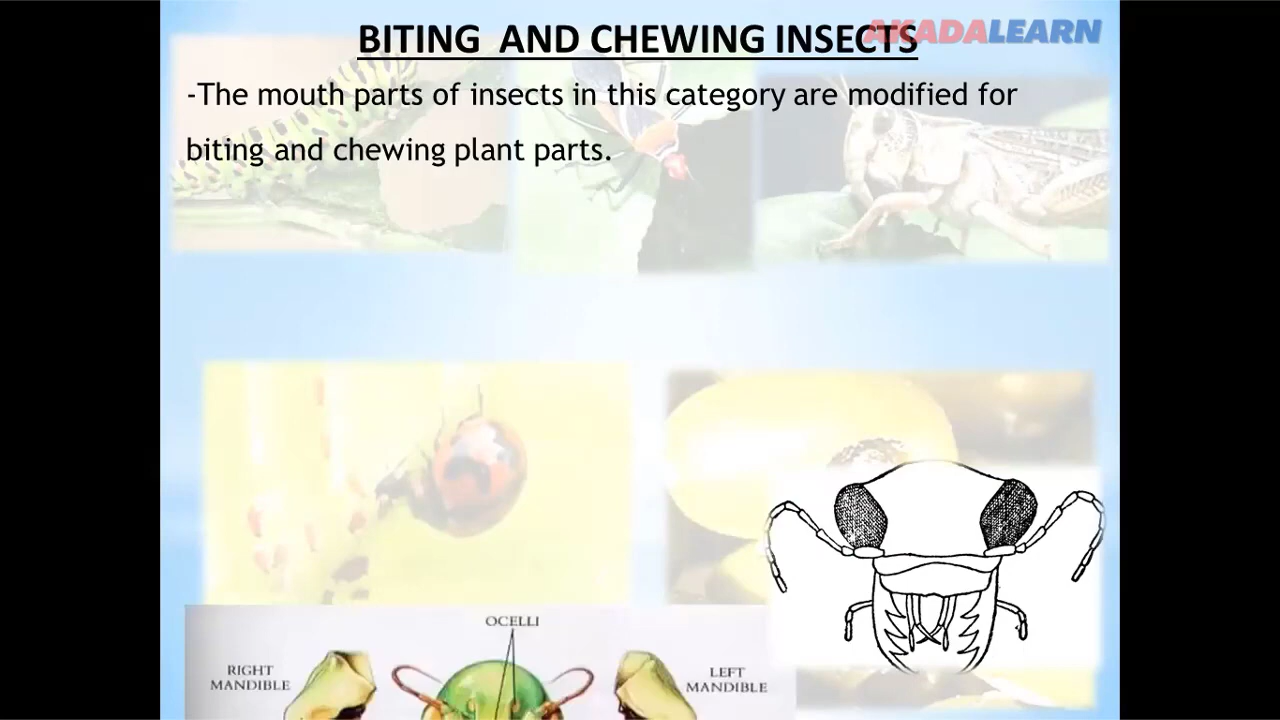 BITING AND CHEWING INSECTS
AKADALEARN
-The mouth parts of insects in this category are modified for
biting and chewing plant parts.
OCELLI
RIGHT
MANDIBLE
LEFT
MANDIBLE